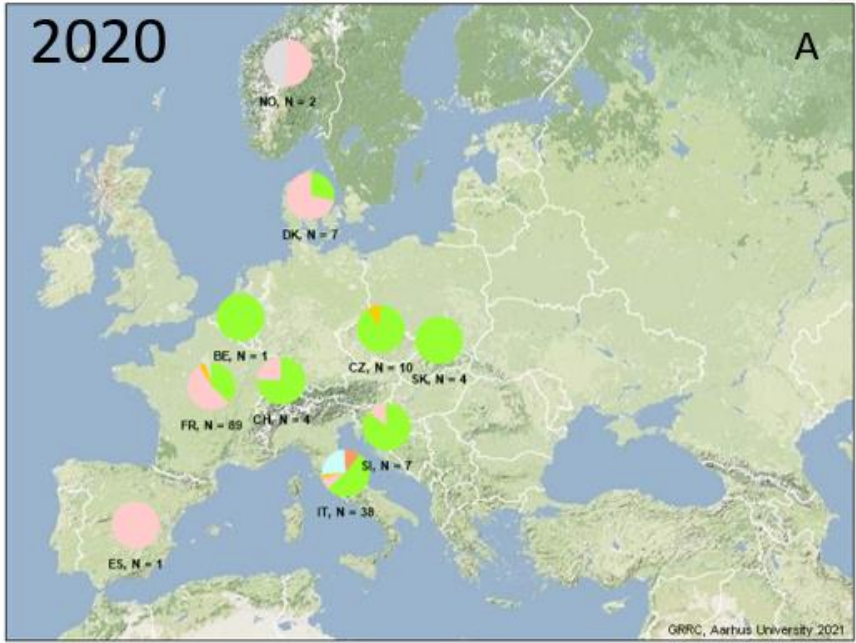 2020
A
NO, N = 2
DK, N = 7
BE, N = 1
CZ, N = 10
SK, N = 4
FR, N = 89
CH, N = 4
SI, N = 7
IT, N = 38
ES, N = 1
GRRC, Aarhus University 2021